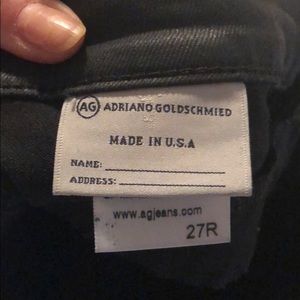 AG ADRIANO GOLDSCHMIED
MADE IN U.S.A
NAME:
ADDRESS:
www.agjeans.com
27R